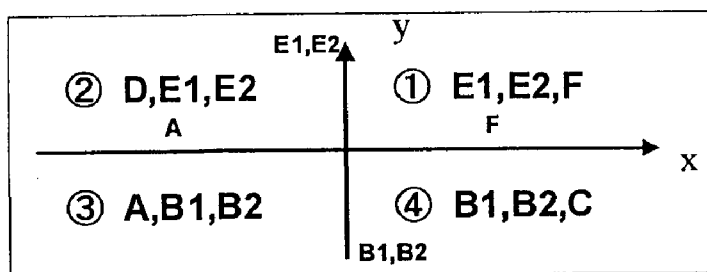 y
E1,E2
② D,E1,E2
① E1,E2,F
A
F
x
③ A,B1,B2
④ B1,B2,C
B1,B2